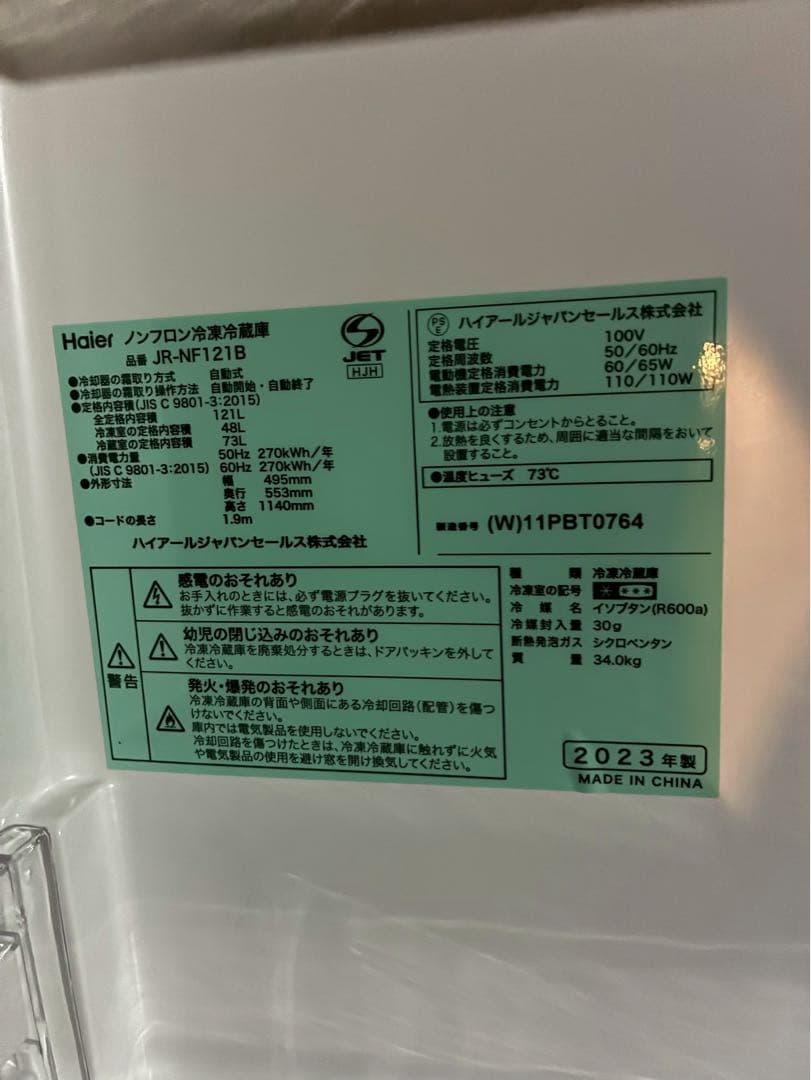 Haier ノンフロン冷凍冷蔵庫
品番 JR-NF121B
JET
HJH
●冷却器の霜取り方式 自動式
●冷却器の霜取り操作方法 自動開始・自動終了
●定格内容積(JIS C 9801-3:2015)
全定格内容積 121L
冷凍室の定格内容積 48L
冷蔵室の定格内容積 73L
●消費電力量 50Hz 270kWh/年
(JIS C 9801-3:2015) 60Hz 270kWh/年
●外形寸法 幅 495mm
奥行 553mm
高さ 1140mm
●コードの長さ 1.9m
ハイアールジャパンセールス株式会社
PSE ハイアールジャパンセールス株式会社
定格電圧 100V
定格周波数 50/60Hz
電動機定格消費電力 60/65W
電熱装置定格消費電力 110/110W
●使用上の注意
1.電源は必ずコンセントからとること。
2.放熱を良くするため、周囲に適当な間隔をおいて
設置すること。
●温度ヒューズ 73℃
製造番号 (W)11PBT0764
警告
感電のおそれあり
お手入れのときには、必ず電源プラグを抜いてください。
抜かずに作業すると感電のおそれがあります。
幼児の閉じ込みのおそれあり
冷凍冷蔵庫を廃棄処分するときは、ドアパッキンを外して
ください。
発火・爆発のおそれあり
冷凍冷蔵庫の背面や側面にある冷却回路(配管)を傷つ
けないでください。
庫内では電気製品を使用しないでください。
冷却回路を傷つけたときは、冷凍冷蔵庫に触れずに火気
や電気製品の使用を避け窓を開け換気してください。
種類 冷凍冷蔵庫
冷凍室の記号
冷媒名 イソブタン(R600a)
冷媒封入量 30g
断熱発泡ガス シクロペンタン
質量 34.0kg
2023年製
MADE IN CHINA